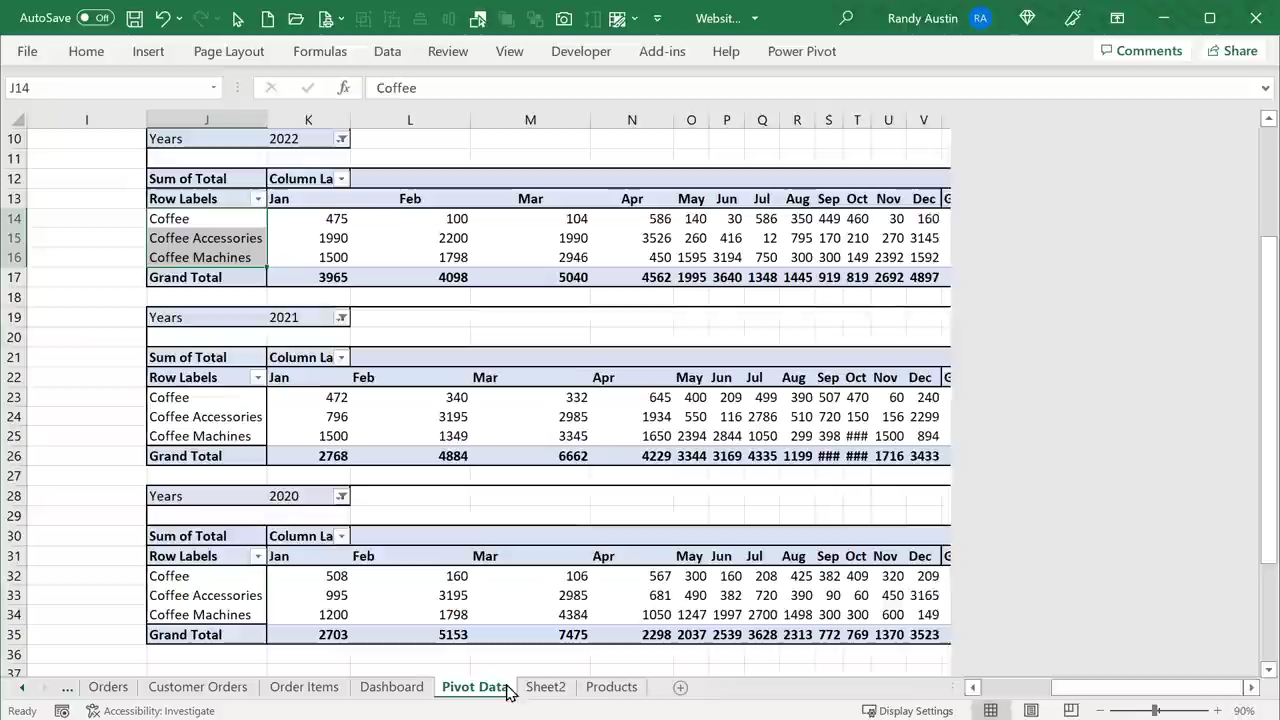 AutoSave Off Websit... Randy Austin RA
File Home Insert Page Layout Formulas Data Review View Developer Add-ins Help Power Pivot Comments Share
J14 fx Coffee
I J K L M N O P Q R S T U V
10 Years 2022
11
12 Sum of Total Column La
13 Row Labels Jan Feb Mar Apr May Jun Jul Aug Sep Oct Nov Dec G
14 Coffee 475 100 104 586 140 30 586 350 449 460 30 160
15 Coffee Accessories 1990 2200 1990 3526 260 416 12 795 170 210 270 3145
16 Coffee Machines 1500 1798 2946 450 1595 3194 750 300 300 149 2392 1592
17 Grand Total 3965 4098 5040 4562 1995 3640 1348 1445 919 819 2692 4897
18
19 Years 2021
20
21 Sum of Total Column La
22 Row Labels Jan Feb Mar Apr May Jun Jul Aug Sep Oct Nov Dec G
23 Coffee 472 340 332 645 400 209 499 390 507 470 60 240
24 Coffee Accessories 796 3195 2985 1934 550 116 2786 510 720 150 156 2299
25 Coffee Machines 1500 1349 3345 1650 2394 2844 1050 299 398 ### 1500 894
26 Grand Total 2768 4884 6662 4229 3344 3169 4335 1199 ### ### 1716 3433
27
28 Years 2020
29
30 Sum of Total Column La
31 Row Labels Jan Feb Mar Apr May Jun Jul Aug Sep Oct Nov Dec G
32 Coffee 508 160 106 567 300 160 208 425 382 409 320 209
33 Coffee Accessories 995 3195 2985 681 490 382 720 390 90 60 450 3165
34 Coffee Machines 1200 1798 4384 1050 1247 1997 2700 1498 300 300 600 149
35 Grand Total 2703 5153 7475 2298 2037 2539 3628 2313 772 769 1370 3523
36
37
... Orders Customer Orders Order Items Dashboard Pivot Data Sheet2 Products
Ready Accessibility: Investigate Display Settings 90%